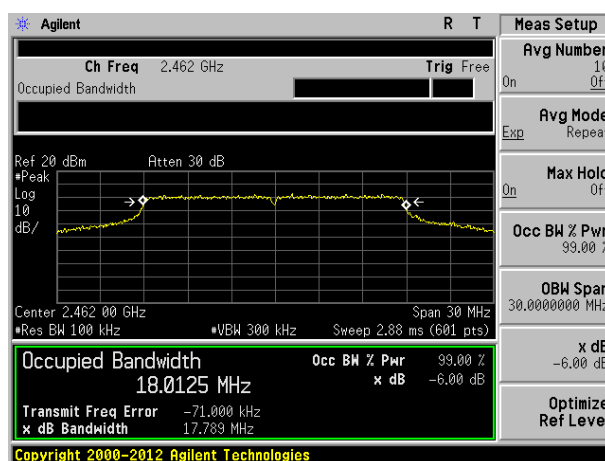 Agilent R T
Ch Freq 2.462 GHz Trig Free
Occupied Bandwidth
Ref 20 dBm Atten 30 dB
#Peak
Log
10
dB/
Center 2.462 00 GHz Span 30 MHz
#Res BW 100 kHz #VBW 300 kHz Sweep 2.88 ms (601 pts)
Occupied Bandwidth Occ BW % Pwr 99.00 %
18.0125 MHz x dB -6.00 dB
Transmit Freq Error -71.000 kHz
x dB Bandwidth 17.789 MHz
Copyright 2000-2012 Agilent Technologies
Meas Setup
Avg Number
10
On Of
Avg Mode
Exp Repea
Max Hold
On Of
Occ BW % Pwr
99.00 %
OBW Span
30.0000000 MHz
x dB
-6.00 dB
Optimize
Ref Leve